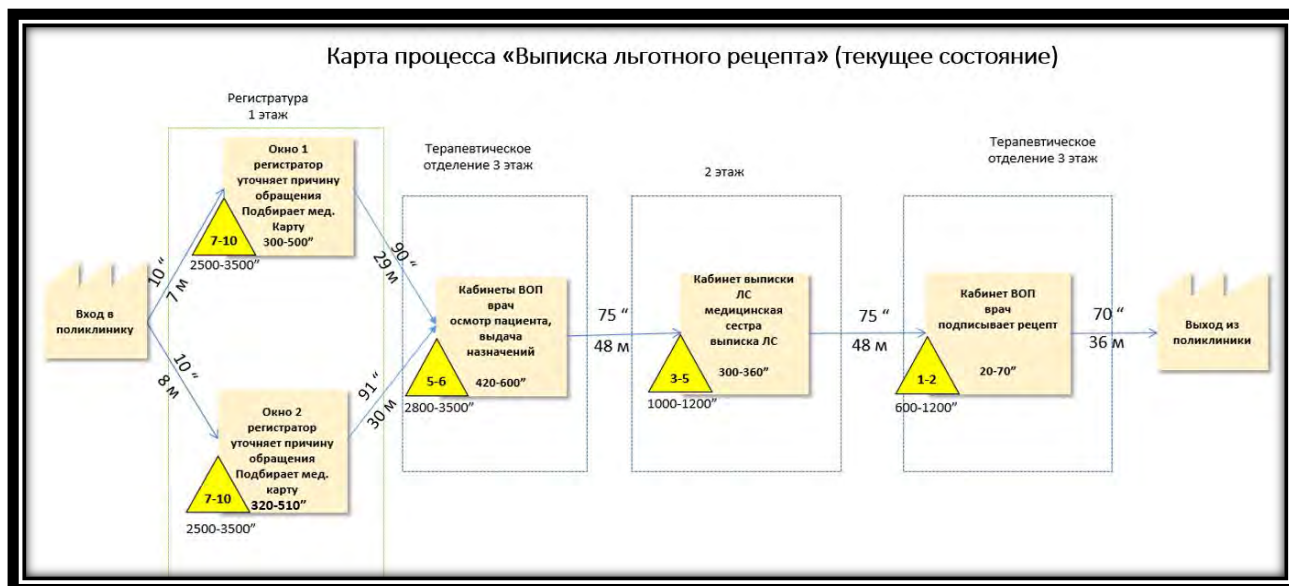 Карта процесса «Выписка льготного рецепта» (текущее состояние)
Регистратура
1 этаж
Окно 1
регистратор
уточняет причину
обращения
Подбирает мед.
Карту
300-500”
7-10
2500-3500”
10 “
7 м
90 “
29 м
Вход в
поликлинику
10 “
8 м
91 “
30 м
Окно 2
регистратор
уточняет причину
обращения
Подбирает мед.
карту
320-510”
7-10
2500-3500”
Терапевтическое
отделение 3 этаж
Кабинеты ВОП
врач
осмотр пациента,
выдача
назначений
420-600”
5-6
2800-3500”
75 “
48 м
2 этаж
Кабинет выписки
ЛС
медицинская
сестра
выписка ЛС
300-360”
3-5
1000-1200”
75 “
48 м
Терапевтическое
отделение 3 этаж
Кабинет ВОП
врач
подписывает рецепт
20-70”
1-2
600-1200”
70 “
36 м
Выход из
поликлиники